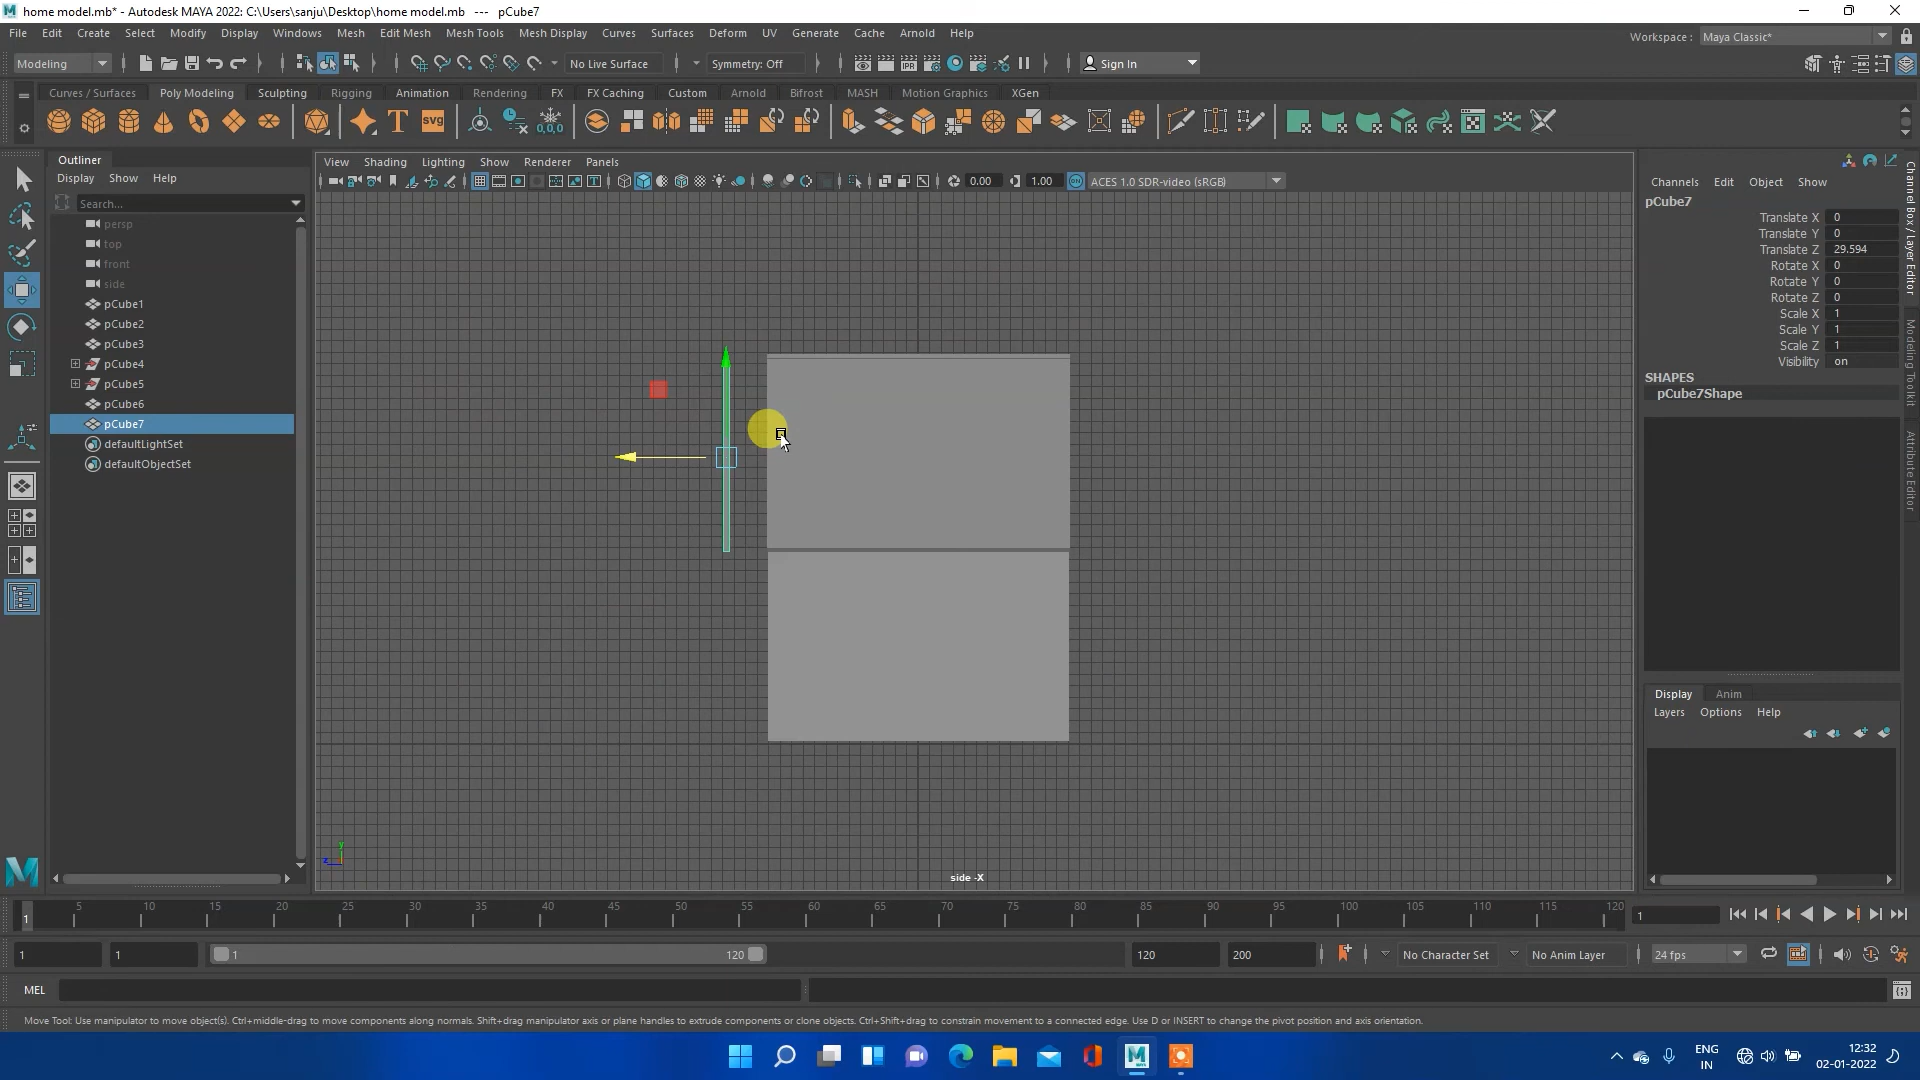 home model.mb* - Autodesk MAYA 2022: C:\Users\sanju\Desktop\home model.mb --- pCube7
File Edit Create Select Modify Display Windows Mesh Edit Mesh Mesh Tools Mesh Display Curves Surfaces Deform UV Generate Cache Arnold Help
Workspace : Maya Classic*
Modeling No Live Surface Symmetry: Off Sign In
Curves / Surfaces Poly Modeling Sculpting Rigging Animation Rendering FX FX Caching Custom Arnold Bifrost MASH Motion Graphics XGen
Outliner
Display Show Help
Search...
persp
top
front
side
pCube1
pCube2
pCube3
pCube4
pCube5
pCube6
pCube7
defaultLightSet
defaultObjectSet
View Shading Lighting Show Renderer Panels
0.00 1.00 ACES 1.0 SDR-video (sRGB)
side -X
Channels Edit Object Show
pCube7
Translate X 0
Translate Y 0
Translate Z 29.594
Rotate X 0
Rotate Y 0
Rotate Z 0
Scale X 1
Scale Y 1
Scale Z 1
Visibility on
SHAPES
pCube7Shape
Channel Box / Layer Editor
Modeling Toolkit
Attribute Editor
Display Anim
Layers Options Help
1 5 10 15 20 25 30 35 40 45 50 55 60 65 70 75 80 85 90 95 100 105 110 115 120
1
1 1 1 120 120 200 No Character Set No Anim Layer 24 fps
MEL
Move Tool: Use manipulator to move object(s). Ctrl+middle-drag to move components along normals. Shift+drag manipulator axis or plane handles to extrude components or clone objects. Ctrl+Shift+drag to constrain movement to a connected edge. Use D or INSERT to change the pivot position and axis orientation.
ENG
IN
12:32
02-01-2022